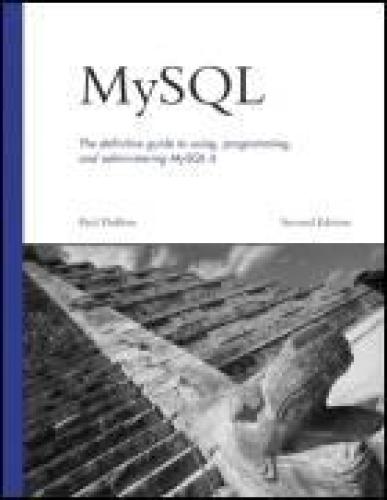 MySQL
The definitive guide to using, programming,
and administering MySQL 4
Paul DuBois
Second Edition